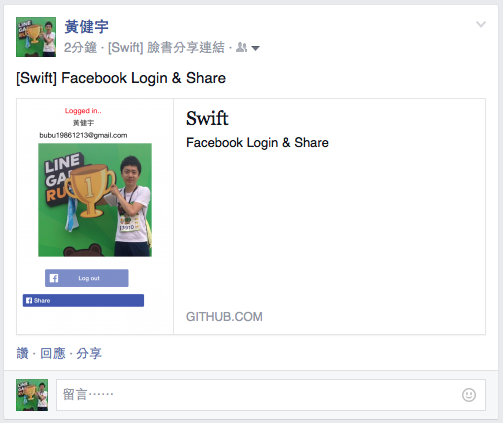 黃健宇
2分鐘 · [Swift] 臉書分享連結 ·
[Swift] Facebook Login & Share
Logged in..
黃健宇
bubu19861213@gmail.com
LINE
GA
RU
1
Log out
Share
Swift
Facebook Login & Share
GITHUB.COM
讚 · 回應 · 分享
留言……